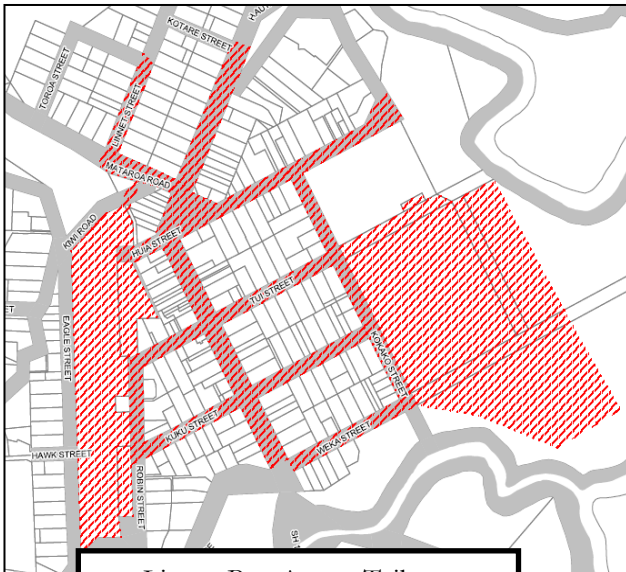 KOTARE STREET
TOROA STREET
LINNET STREET
MATAROA ROAD
KIWI ROAD
HUIA STREET
TUI STREET
EAGLE STREET
ET
KOKAKO STREET
KUKU STREET
WEKA STREET
HAWK STREET
ROBIN STREET